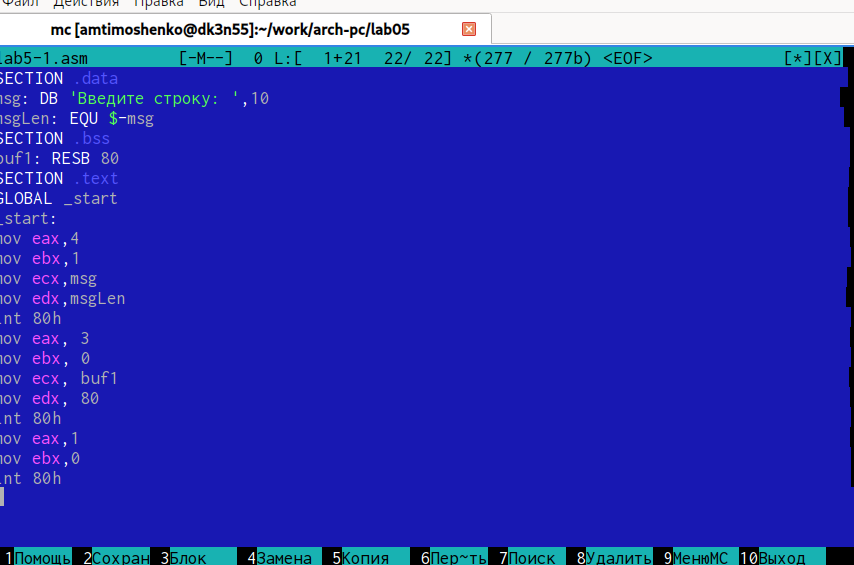 Файл Действия Правка Вид Справка
mc [amtimoshenko@dk3n55]:~/work/arch-pc/lab05
lab5-1.asm [-M--] 0 L:[ 1+21 22/ 22] *(277 / 277b) <EOF> [*][X]
SECTION .data
msg: DB 'Введите строку: ',10
msgLen: EQU $-msg
SECTION .bss
buf1: RESB 80
SECTION .text
GLOBAL _start
_start:
mov eax,4
mov ebx,1
mov ecx,msg
mov edx,msgLen
int 80h
mov eax, 3
mov ebx, 0
mov ecx, buf1
mov edx, 80
int 80h
mov eax,1
mov ebx,0
int 80h
1Помощь 2Сохран 3Блок 4Замена 5Копия 6Пер~ть 7Поиск 8Удалить 9МенюMC 10Выход